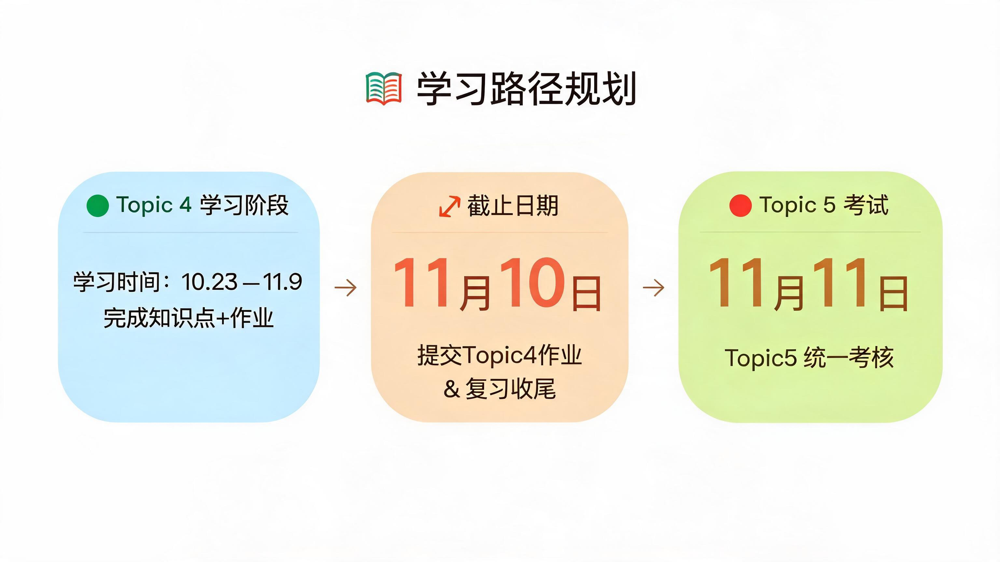 学习路径规划
Topic 4 学习阶段
学习时间：10.23—11.9
完成知识点+作业
截止日期
11月10日
提交Topic4作业
& 复习收尾
Topic 5 考试
11月11日
Topic5 统一考核